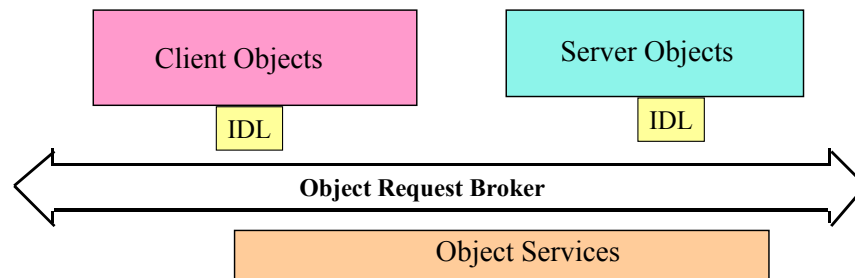 Client Objects
Server Objects
IDL
IDL
Object Request Broker
Object Services